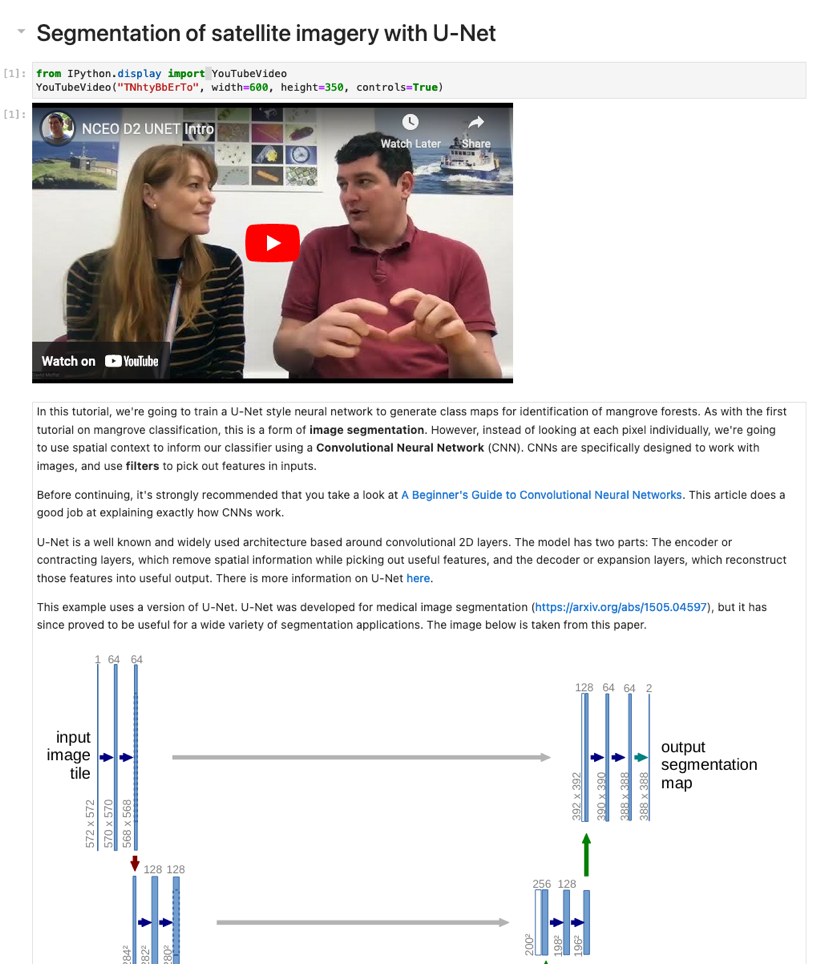 Segmentation of satellite imagery with U-Net
[1]: from IPython.display import YouTubeVideo
YouTubeVideo("TNhtyBbErTo", width=600, height=350, controls=True)
[1]:
NCEO D2 UNET Intro
Watch Later
Share
Watch on YouTube
In this tutorial, we're going to train a U-Net style neural network to generate class maps for identification of mangrove forests. As with the first
tutorial on mangrove classification, this is a form of image segmentation. However, instead of looking at each pixel individually, we're going
to use spatial context to inform our classifier using a Convolutional Neural Network (CNN). CNNs are specifically designed to work with
images, and use filters to pick out features in inputs.
Before continuing, it's strongly recommended that you take a look at A Beginner's Guide to Convolutional Neural Networks. This article does a
good job at explaining exactly how CNNs work.
U-Net is a well known and widely used architecture based around convolutional 2D layers. The model has two parts: The encoder or
contracting layers, which remove spatial information while picking out useful features, and the decoder or expansion layers, which reconstruct
those features into useful output. There is more information on U-Net here.
This example uses a version of U-Net. U-Net was developed for medical image segmentation (https://arxiv.org/abs/1505.04597), but it has
since proved to be useful for a wide variety of segmentation applications. The image below is taken from this paper.
1 64 64
128 64 64 2
input
image
tile
output
segmentation
map
572 x 572
570 x 570
568 x 568
392 x 392
390 x 390
388 x 388
388 x 388
128 128
256 128
284²
282²
280²
200²
198²
196²